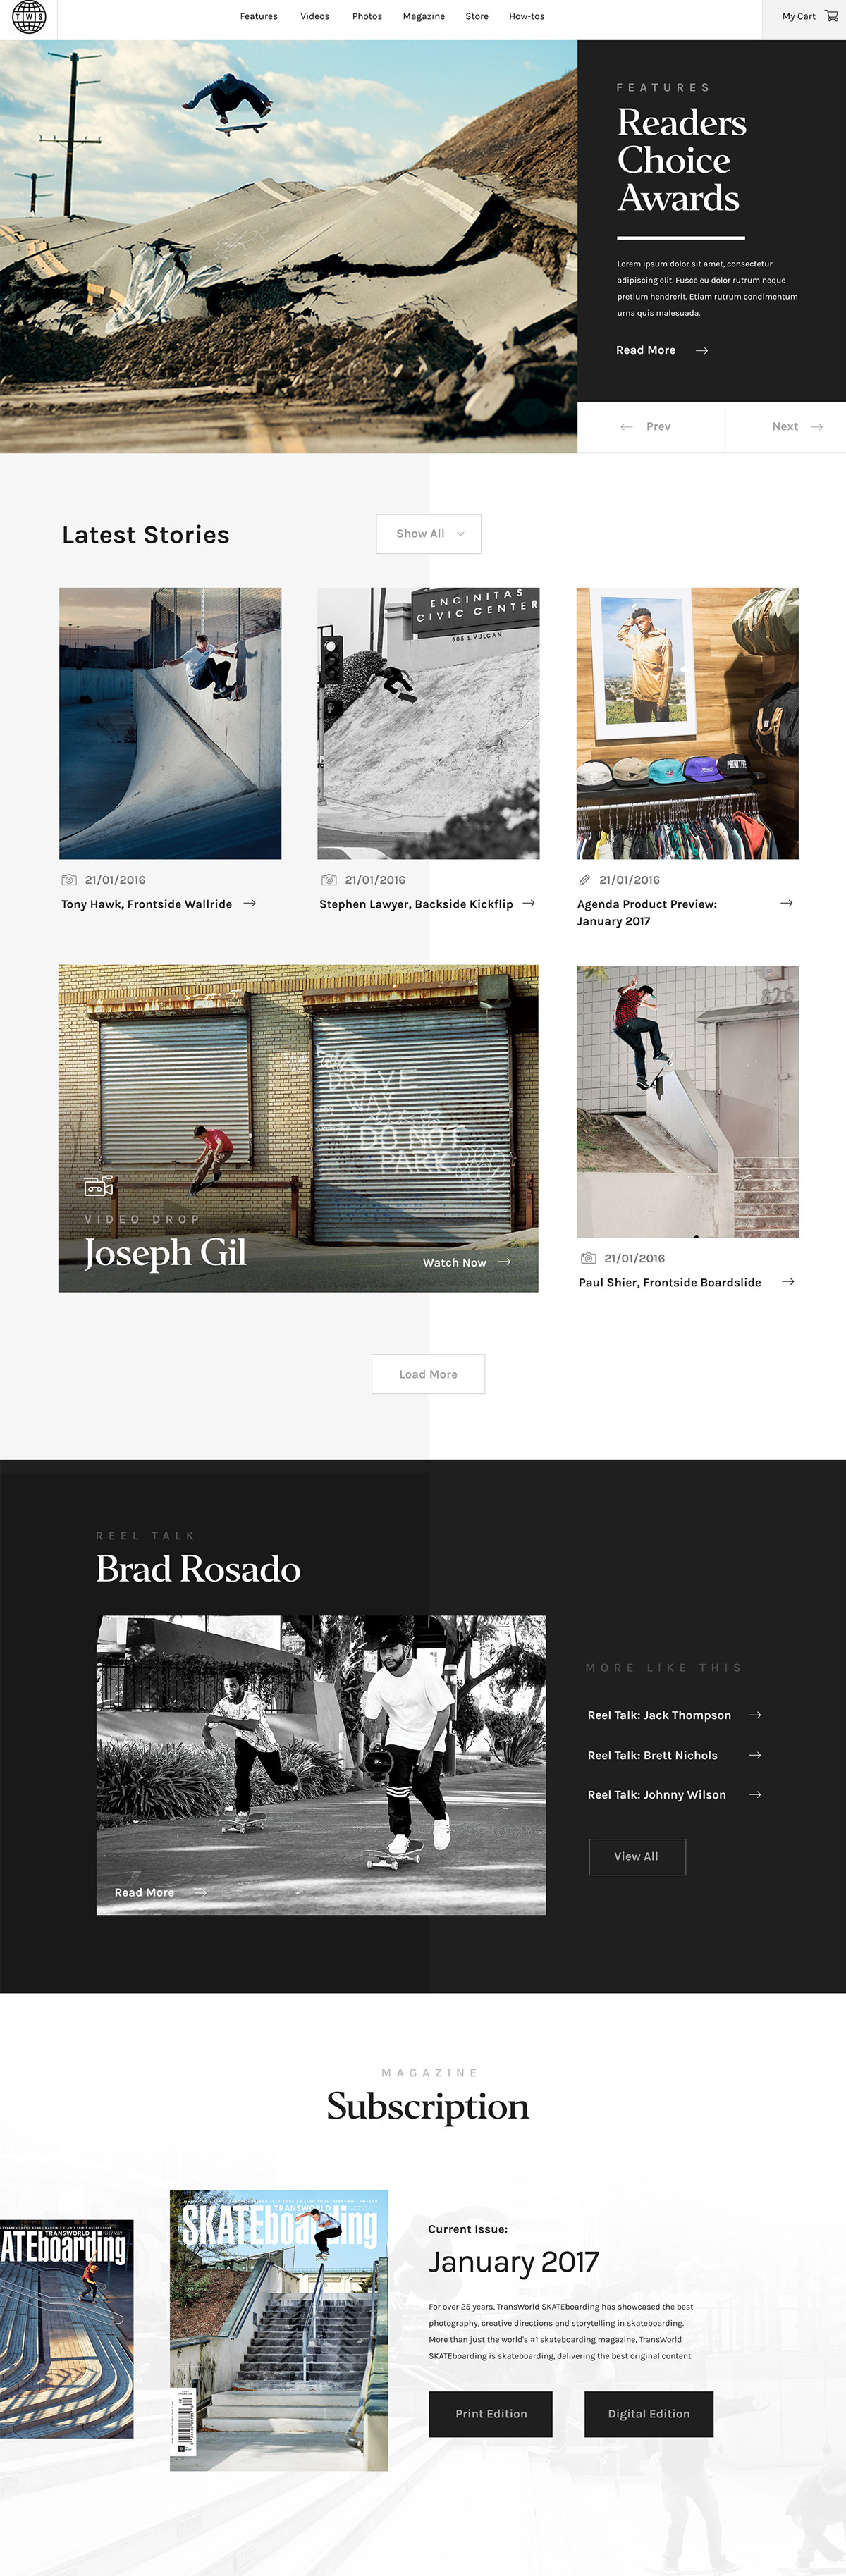 TWS
Features Videos Photos Magazine Store How-tos My Cart
FEATURES
Readers
Choice
Awards
Lorem ipsum dolor sit amet, consectetur
adipiscing elit. Fusce eu dolor rutrum neque
pretium hendrerit. Etiam rutrum condimentum
urna quis malesuada.
Read More
Prev Next
Latest Stories
Show All
ENCINITAS
CIVIC CENTER
505 S. VULCAN
PRIMITIVE
21/01/2016
Tony Hawk, Frontside Wallride
21/01/2016
Stephen Lawyer, Backside Kickflip
21/01/2016
Agenda Product Preview:
January 2017
DRIVE
WAY
DO NOT
PARK
VIDEO DROP
Joseph Gil
Watch Now
826
21/01/2016
Paul Shier, Frontside Boardslide
Load More
REEL TALK
Brad Rosado
Read More
MORE LIKE THIS
Reel Talk: Jack Thompson
Reel Talk: Brett Nichols
Reel Talk: Johnny Wilson
View All
MAGAZINE
Subscription
TRANSWORLD
ATEboarding
TRANSWORLD
SKATEboarding
Current Issue:
January 2017
For over 25 years, TransWorld SKATEboarding has showcased the best
photography, creative directions and storytelling in skateboarding.
More than just the world's #1 skateboarding magazine, TransWorld
SKATEboarding is skateboarding, delivering the best original content.
Print Edition
Digital Edition